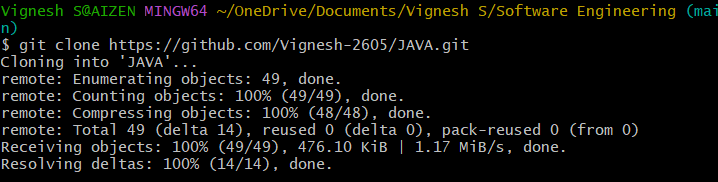 Vignesh S@AIZEN MINGW64 ~/OneDrive/Documents/Vignesh S/Software Engineering (mai
n)
$ git clone https://github.com/Vignesh-2605/JAVA.git
Cloning into 'JAVA'...
remote: Enumerating objects: 49, done.
remote: Counting objects: 100% (49/49), done.
remote: Compressing objects: 100% (48/48), done.
remote: Total 49 (delta 14), reused 0 (delta 0), pack-reused 0 (from 0)
Receiving objects: 100% (49/49), 476.10 KiB | 1.17 MiB/s, done.
Resolving deltas: 100% (14/14), done.